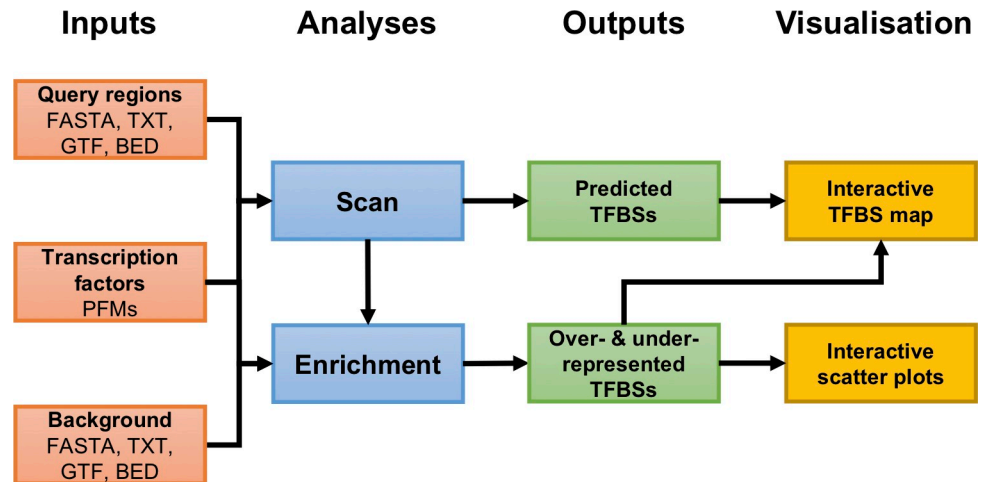 Inputs
Analyses
Outputs
Visualisation
Query regions
FASTA, TXT,
GTF, BED
Transcription
factors
PFMs
Background
FASTA, TXT,
GTF, BED
Scan
Enrichment
Predicted
TFBSs
Over- & under-
represented
TFBSs
Interactive
TFBS map
Interactive
scatter plots